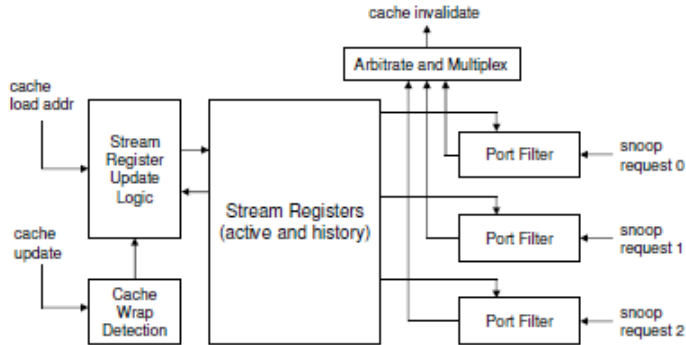 cache invalidate
Arbitrate and Multiplex
cache
load addr
Stream
Register
Update
Logic
Stream Registers
(active and history)
Port Filter
snoop
request 0
Port Filter
snoop
request 1
cache
update
Cache
Wrap
Detection
Port Filter
snoop
request 2